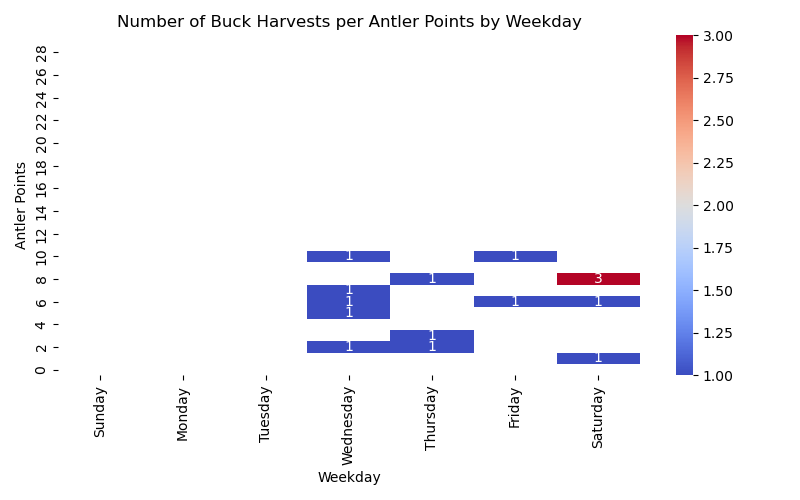 Number of Buck Harvests per Antler Points by Weekday
3.00
2.75
2.50
2.25
2.00
1.75
1.50
1.25
1.00
Antler Points
28
26
24
22
20
18
16
14
12
10
8
6
4
2
0
1 1
1 3
1
1 1 1
1
1
1 1
1
Sunday
Monday
Tuesday
Wednesday
Thursday
Friday
Saturday
Weekday